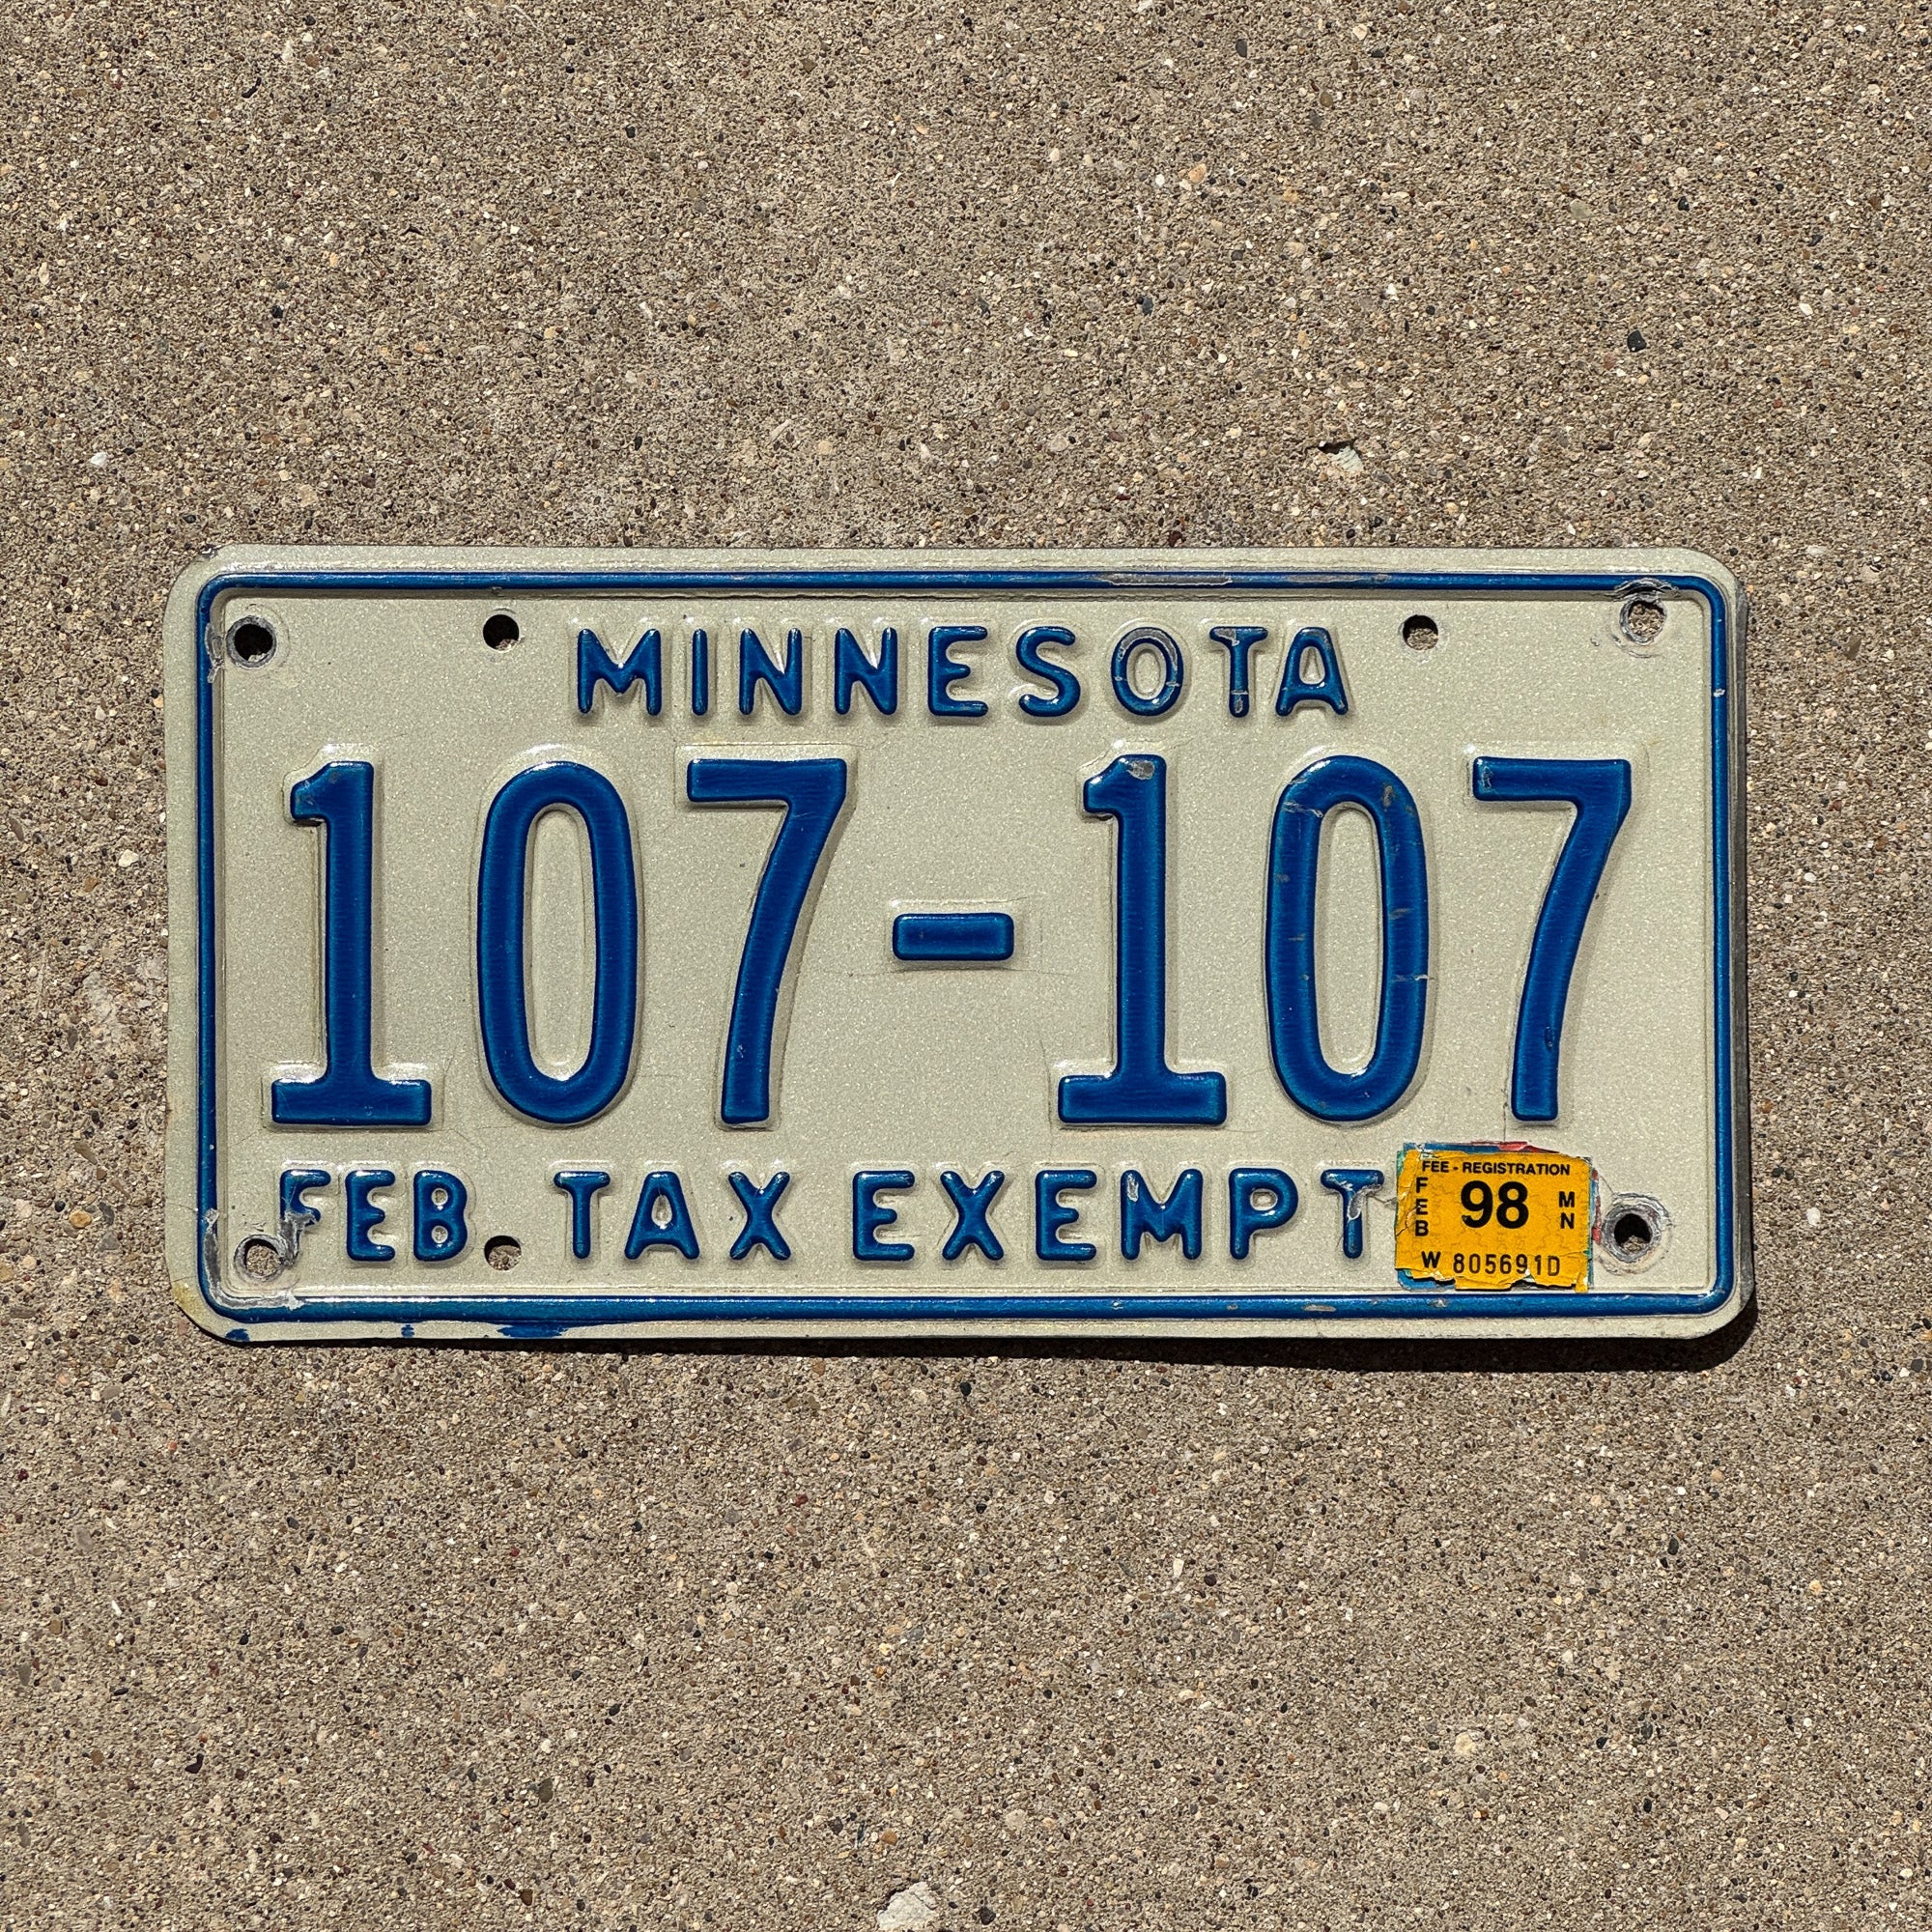 MINNESOTA
107-107
FEB TAX EXEMPT
FEE - REGISTRATION
FEB 98 MN
W 805691D